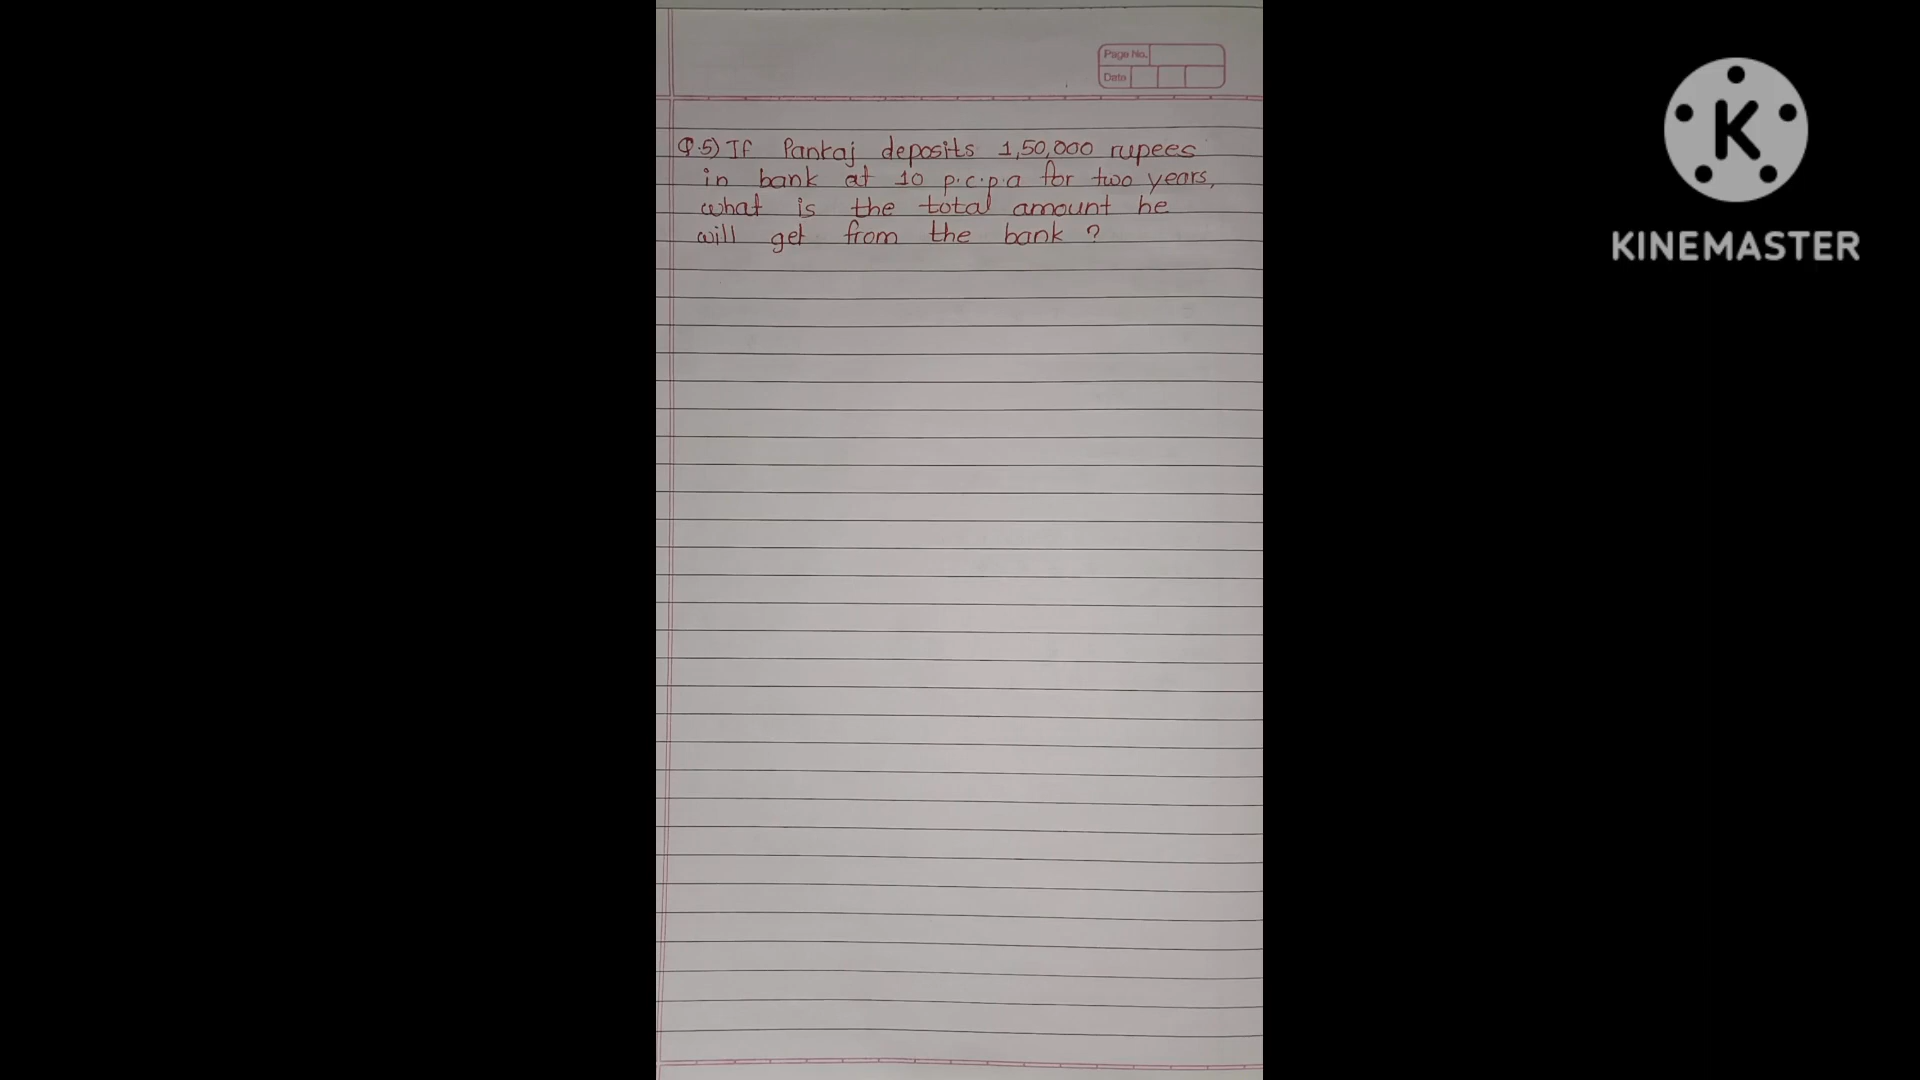 Page No.
Date
Q.5) If Pankaj deposits 1,50,000 rupees
in bank at 10 p.c.p.a for two years,
what is the total amount he
will get from the bank ?
K
KINEMASTER